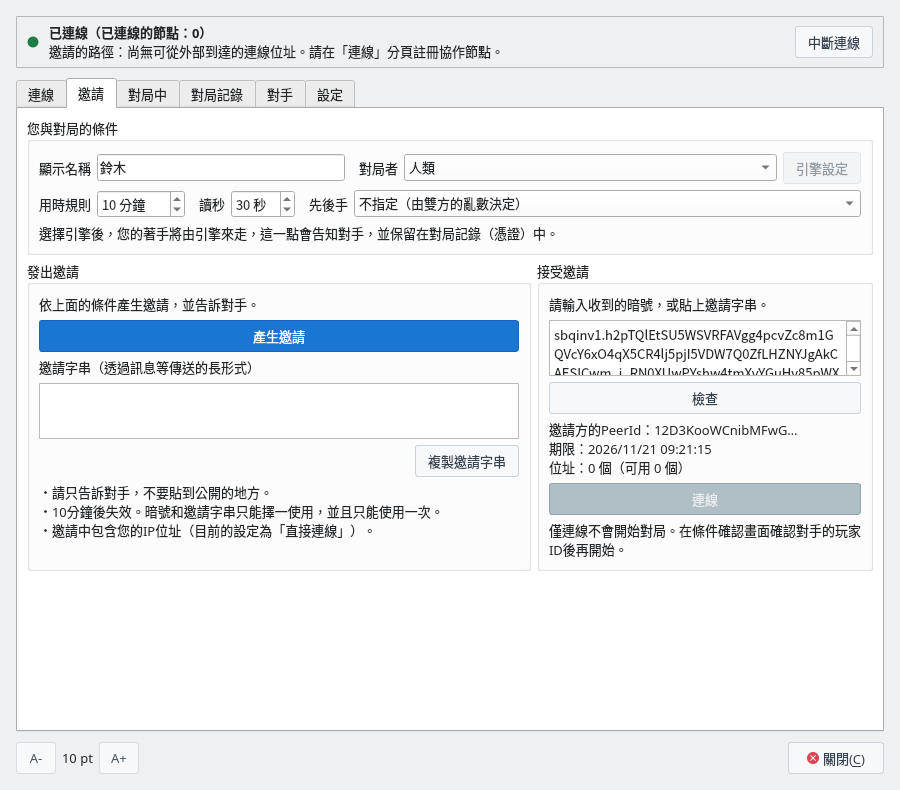 已連線（已連線的節點：0）
邀請的路徑：尚無可從外部到達的連線位址。請在「連線」分頁註冊協作節點。
中斷連線
連線
邀請
對局中
對局記錄
對手
設定
您與對局的條件
顯示名稱 鈴木
對局者 人類
引擎設定
用時規則 10 分鐘
讀秒 30 秒
先後手 不指定（由雙方的亂數決定）
選擇引擎後，您的著手將由引擎來走，這一點會告知對手，並保留在對局記錄（憑證）中。
發出邀請
依上面的條件產生邀請，並告訴對手。
產生邀請
邀請字串（透過訊息等傳送的長形式）
複製邀請字串
・請只告訴對手，不要貼到公開的地方。
・10分鐘後失效。暗號和邀請字串只能擇一使用，並且只能使用一次。
・邀請中包含您的IP位址（目前的設定為「直接連線」）。
接受邀請
請輸入收到的暗號，或貼上邀請字串。
sbqinv1.h2pTQlEtSU5WSVRFAVgg4pcvZc8m1G
QVcY6xO4qX5CR4lj5pjI5VDW7Q0ZfLHZNYJgAkC
檢查
邀請方的PeerId：12D3KooWCnibMFwG...
期限：2026/11/21 09:21:15
位址：0 個（可用 0 個）
連線
僅連線不會開始對局。在條件確認畫面確認對手的玩家
ID後再開始。
A-
10 pt
A+
關閉(C)